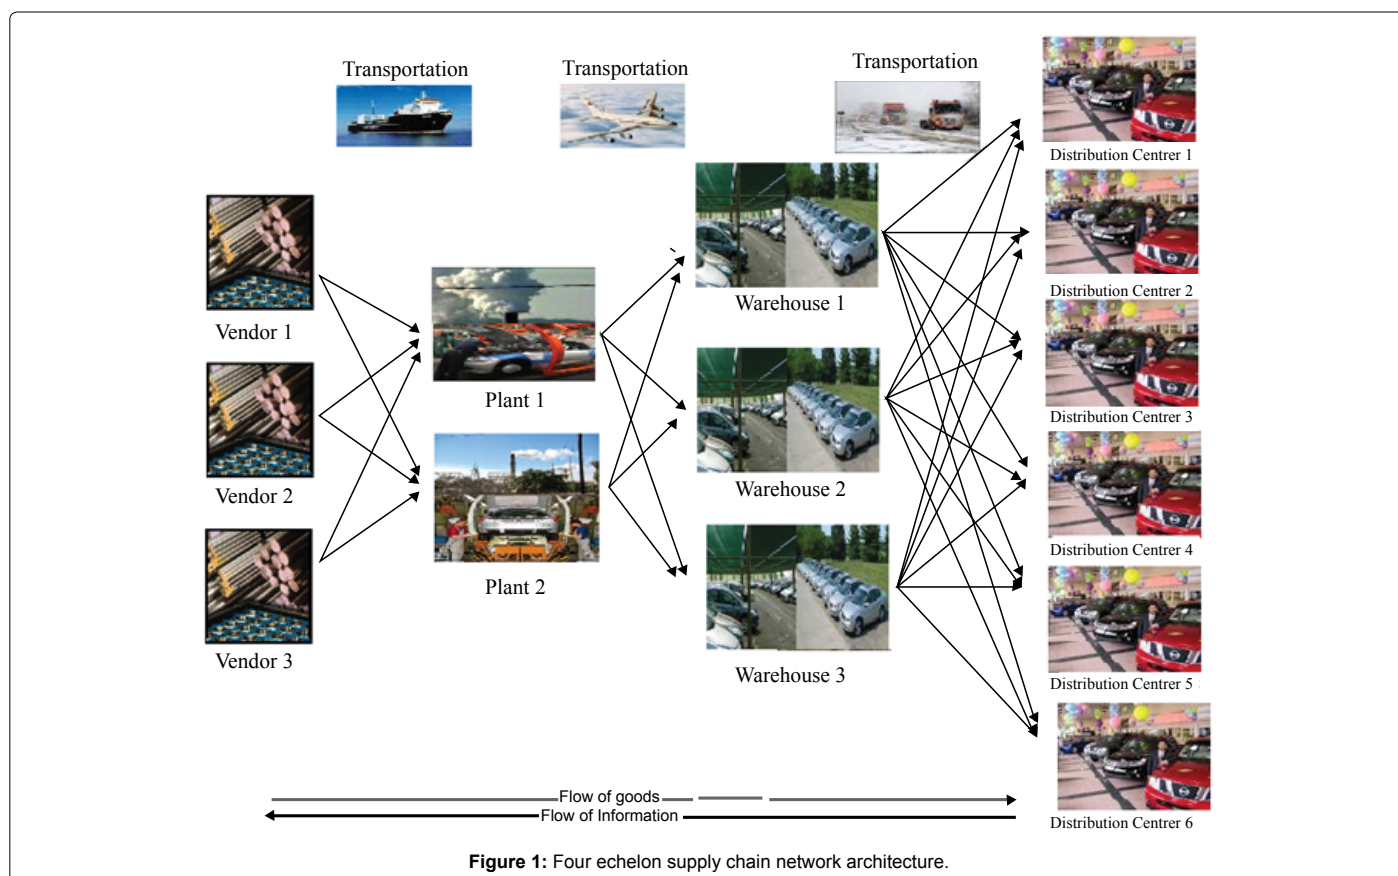 Transportation
Transportation
Transportation
Distribution Centrer 1
Distribution Centrer 2
Distribution Centrer 3
Distribution Centrer 4
Distribution Centrer 5
Distribution Centrer 6
Vendor 1
Vendor 2
Vendor 3
Plant 1
Plant 2
Warehouse 1
Warehouse 2
Warehouse 3
Flow of goods
Flow of Information
Figure 1: Four echelon supply chain network architecture.